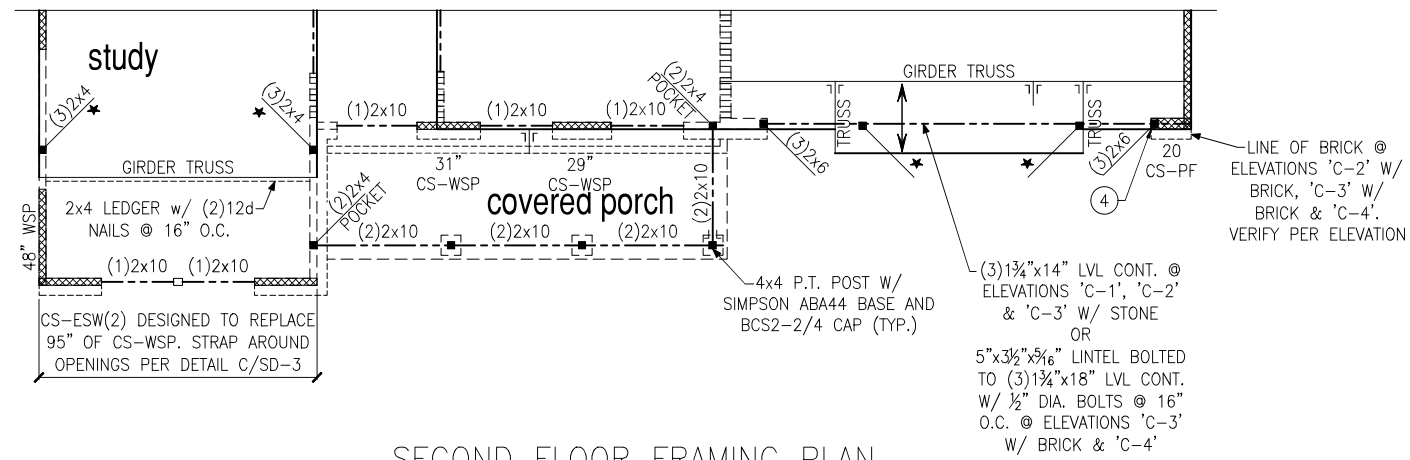 study
(3)2x4
(3)2x4
GIRDER TRUSS
2x4 LEDGER w/ (2)12d
NAILS @ 16" O.C.
48" WSP
(1)2x10
(1)2x10
CS-ESW(2) DESIGNED TO REPLACE
95" OF CS-WSP. STRAP AROUND
OPENINGS PER DETAIL C/SD-3
(1)2x10
(1)2x10
(1)2x10
(2)2x4
POCKET
31"
CS-WSP
29"
CS-WSP
covered porch
(2)2x10
(2)2x4
POCKET
(2)2x10
(2)2x10
(2)2x10
4x4 P.T. POST W/
SIMPSON ABA44 BASE AND
BCS2-2/4 CAP (TYP.)
GIRDER TRUSS
TRUSS
TRUSS
(3)2x6
(3)2x6
20
CS-PF
4
LINE OF BRICK @
ELEVATIONS 'C-2' W/
BRICK, 'C-3' W/
BRICK & 'C-4'.
VERIFY PER ELEVATION
(3)1¾"x14" LVL CONT. @
ELEVATIONS 'C-1', 'C-2'
& 'C-3' W/ STONE
OR
5"x3½"x5/16" LINTEL BOLTED
TO (3)1¾"x18" LVL CONT.
W/ ½" DIA. BOLTS @ 16"
O.C. @ ELEVATIONS 'C-3'
W/ BRICK & 'C-4'
SECOND FLOOR FRAMING PLAN